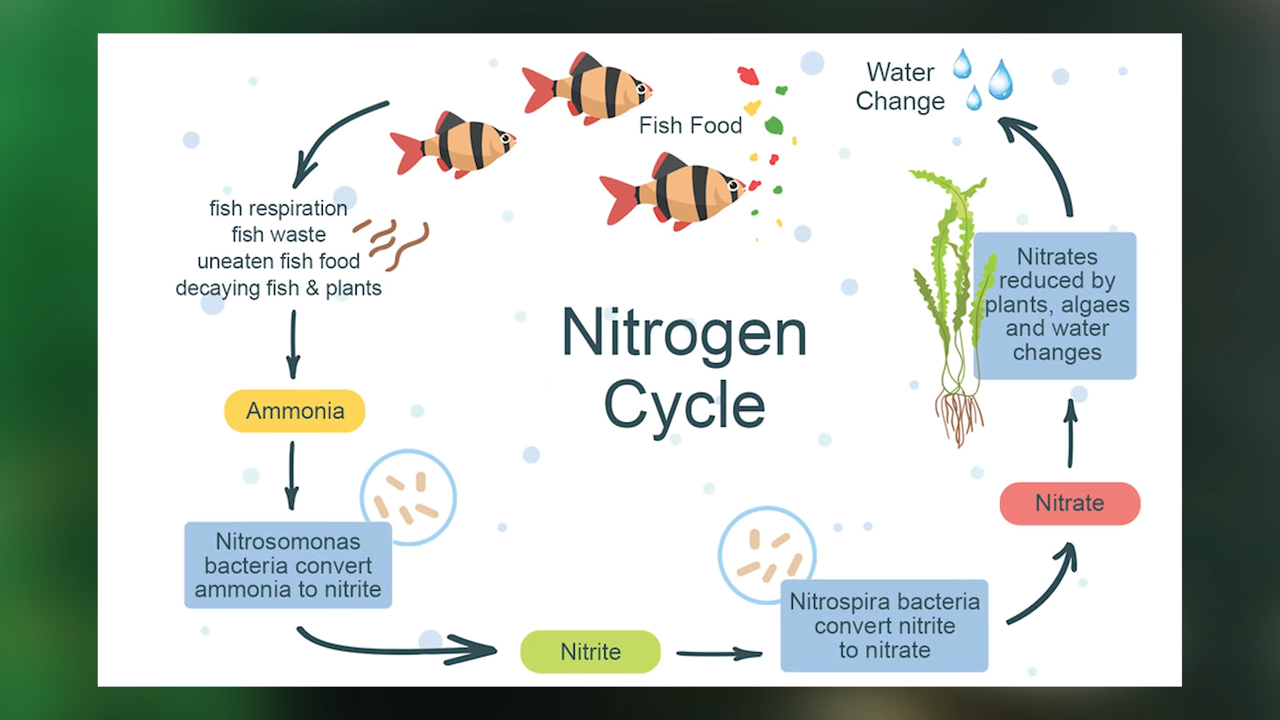 Nitrogen
Cycle
Fish Food
fish respiration
fish waste
uneaten fish food
decaying fish & plants
Ammonia
Nitrosomonas
bacteria convert
ammonia to nitrite
Nitrite
Nitrospira bacteria
convert nitrite
to nitrate
Nitrate
Nitrates
reduced by
plants, algaes
and water
changes
Water
Change